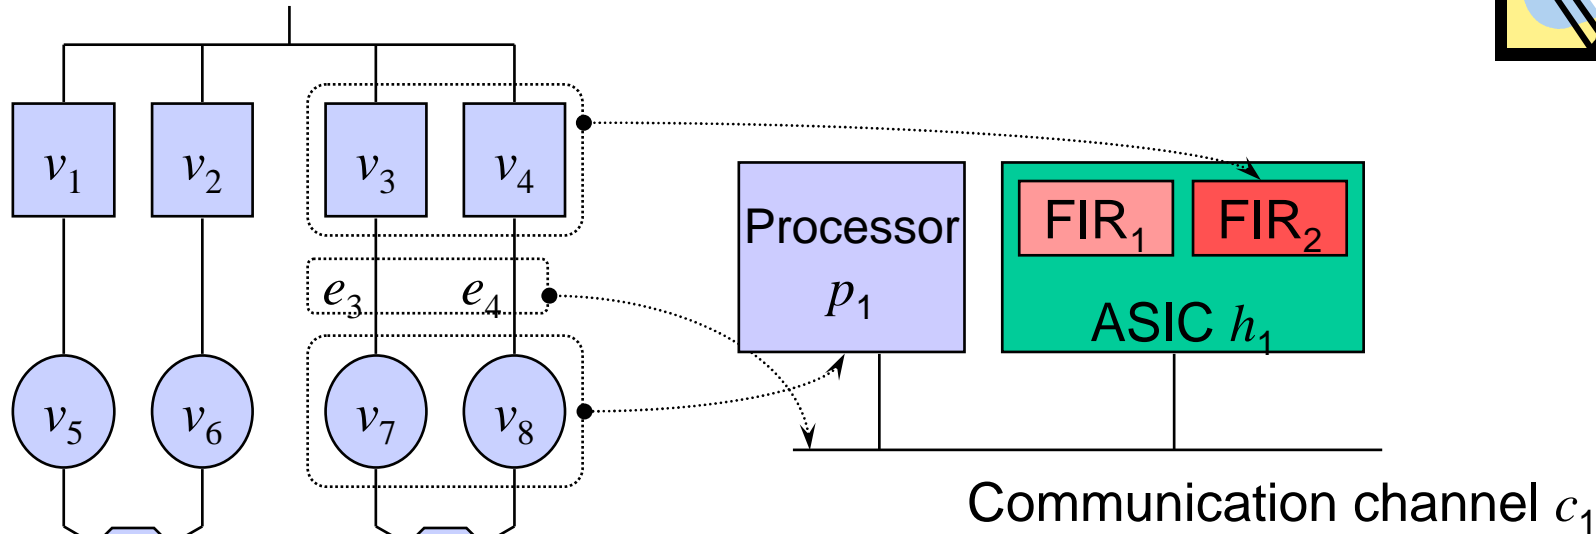 v₁ v₂ v₃ v₄
FIR₁ FIR₂
Processor
p₁
e₃ e₄
ASIC h₁
v₅ v₆ v₇ v₈
Communication channel c₁